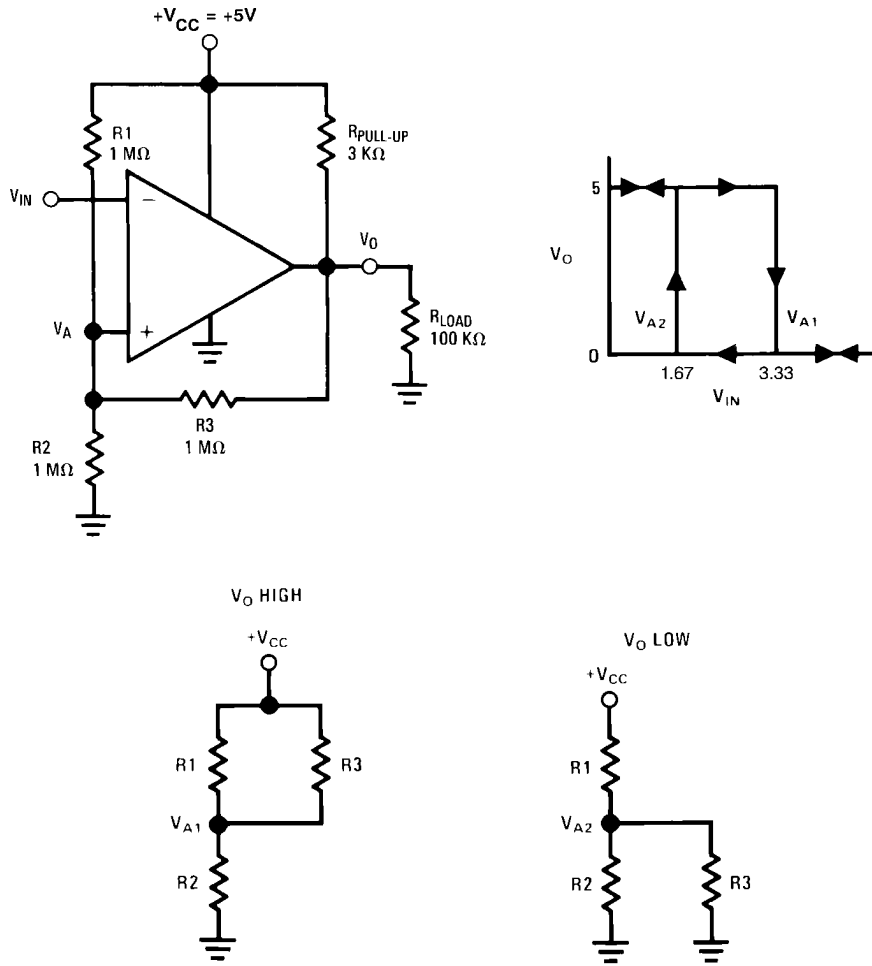 +VCC = +5V
R1
1 MΩ
RPULL-UP
3 KΩ
VIN
−
VO
VA
+
RLOAD
100 KΩ
R3
1 MΩ
R2
1 MΩ
5
VO
VA2
VA1
0
1.67
3.33
VIN
VO HIGH
+VCC
R1
R3
VA1
R2
VO LOW
+VCC
R1
VA2
R2
R3